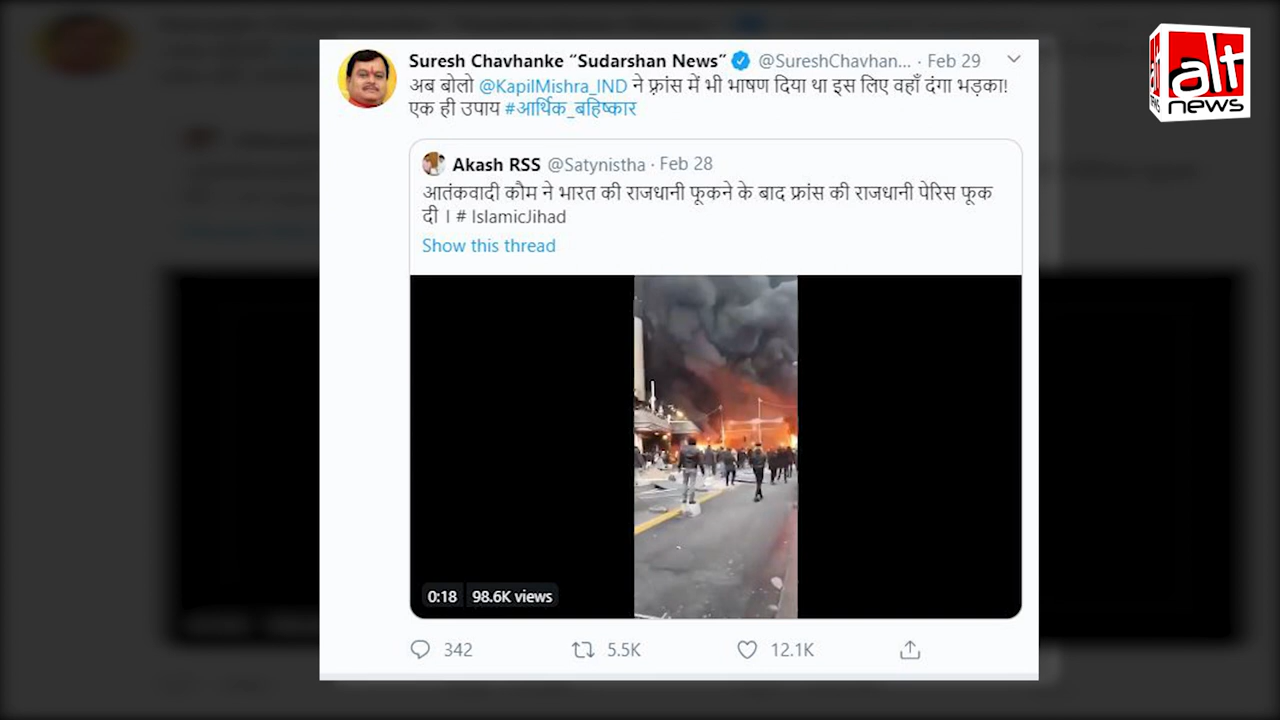 Suresh Chavhanke “Sudarshan News” @SureshChavhan... · Feb 29
अब बोलो @KapilMishra_IND ने फ़्रांस में भी भाषण दिया था इस लिए वहाँ दंगा भड़का!
एक ही उपाय #आर्थिक_बहिष्कार
Akash RSS @Satynistha · Feb 28
आतंकवादी कौम ने भारत की राजधानी फूकने के बाद फ्रांस की राजधानी पेरिस फूक
दी । # IslamicJihad
Show this thread
0:18 98.6K views
342 5.5K 12.1K
alt
news